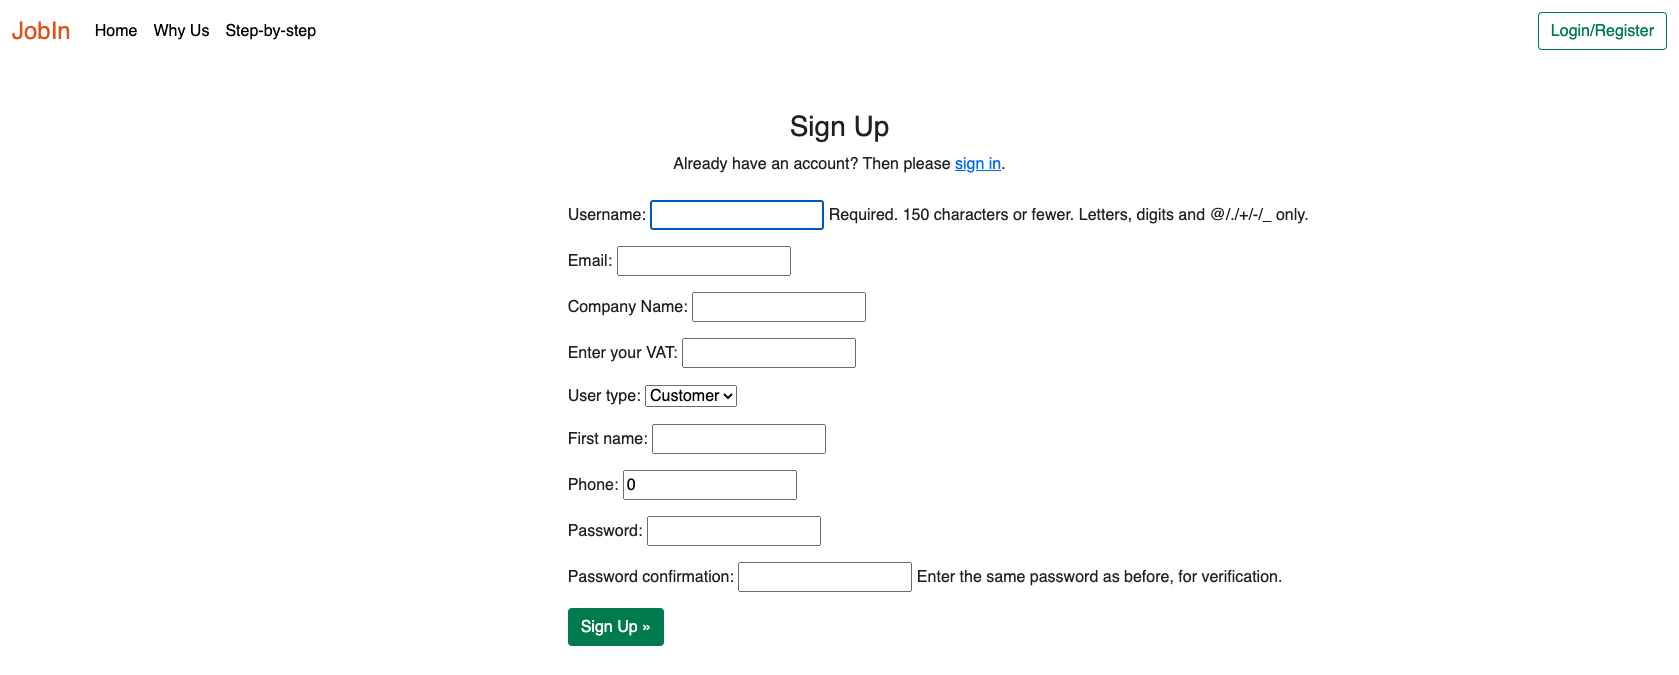 JobIn Home Why Us Step-by-step Login/Register
Sign Up
Already have an account? Then please sign in.
Username: Required. 150 characters or fewer. Letters, digits and @/./+/-/_ only.
Email:
Company Name:
Enter your VAT:
User type: Customer
First name:
Phone: 0
Password:
Password confirmation: Enter the same password as before, for verification.
Sign Up »